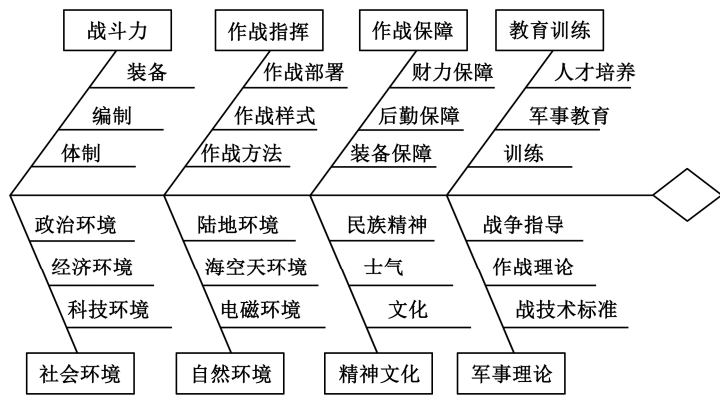 战斗力 作战指挥 作战保障 教育训练
装备 作战部署 财力保障 人才培养
编制 作战样式 后勤保障 军事教育
体制 作战方法 装备保障 训练
政治环境 陆地环境 民族精神 战争指导
经济环境 海空天环境 士气 作战理论
科技环境 电磁环境 文化 战技术标准
社会环境 自然环境 精神文化 军事理论